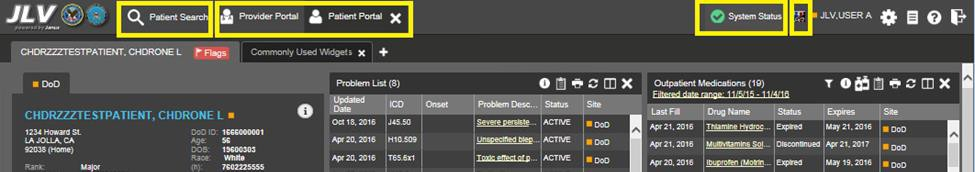 JLV
powered by Janus
Patient Search
Provider Portal
Patient Portal
System Status
JLV,USER A
CHDRZZZTESTPATIENT, CHDRONE L
Flags
Commonly Used Widgets
DoD
CHDRZZZTESTPATIENT, CHDRONE L
1234 Howard St.
LA JOLLA, CA
92038 (Home)
DoD ID: 1666000001
Age: 56
DOB: 19600303
Race: White
Rank: Major
(h): 7602225555
Problem List (8)
Updated Date ICD Onset Problem Desc... Status Site
Oct 18, 2016 J45.50 Severe persiste... ACTIVE DoD
Apr 20, 2016 H10.509 Unspecified blep... ACTIVE DoD
Apr 20, 2016 T65.6x1 Toxic effect of p... ACTIVE DoD
Outpatient Medications (19)
Filtered date range: 11/5/15 - 11/4/16
Last Fill Drug Name Status Expires Site
Apr 21, 2016 Thiamine Hydroc... Expired May 21, 2016 DoD
Apr 21, 2016 Multivitamins Sol... Discontinued Apr 21, 2017 DoD
Apr 20, 2016 Ibuprofen (Motrin... Expired May 19, 2016 DoD